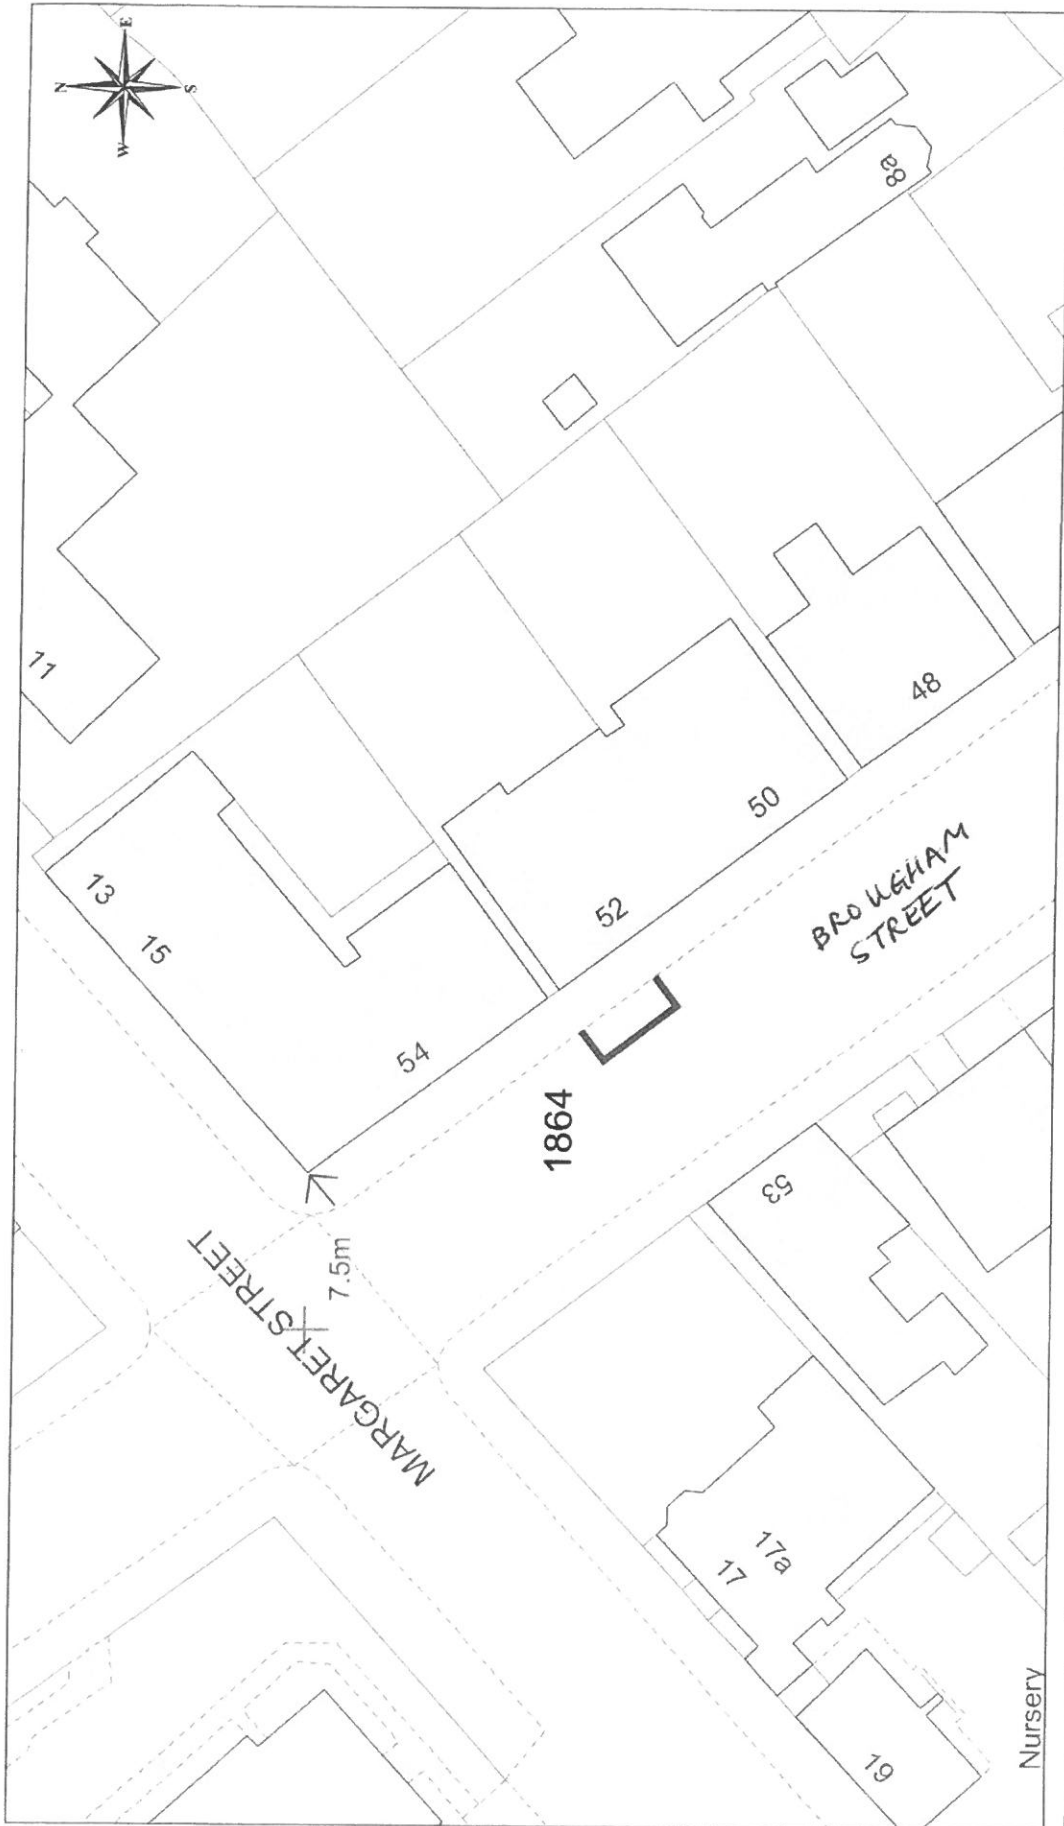 N
E
S
W
11
13
15
54
52
50
48
8a
BROUGHAM
STREET
1864
7.5m
MARGARET STREET
53
17
17a
19
Nursery